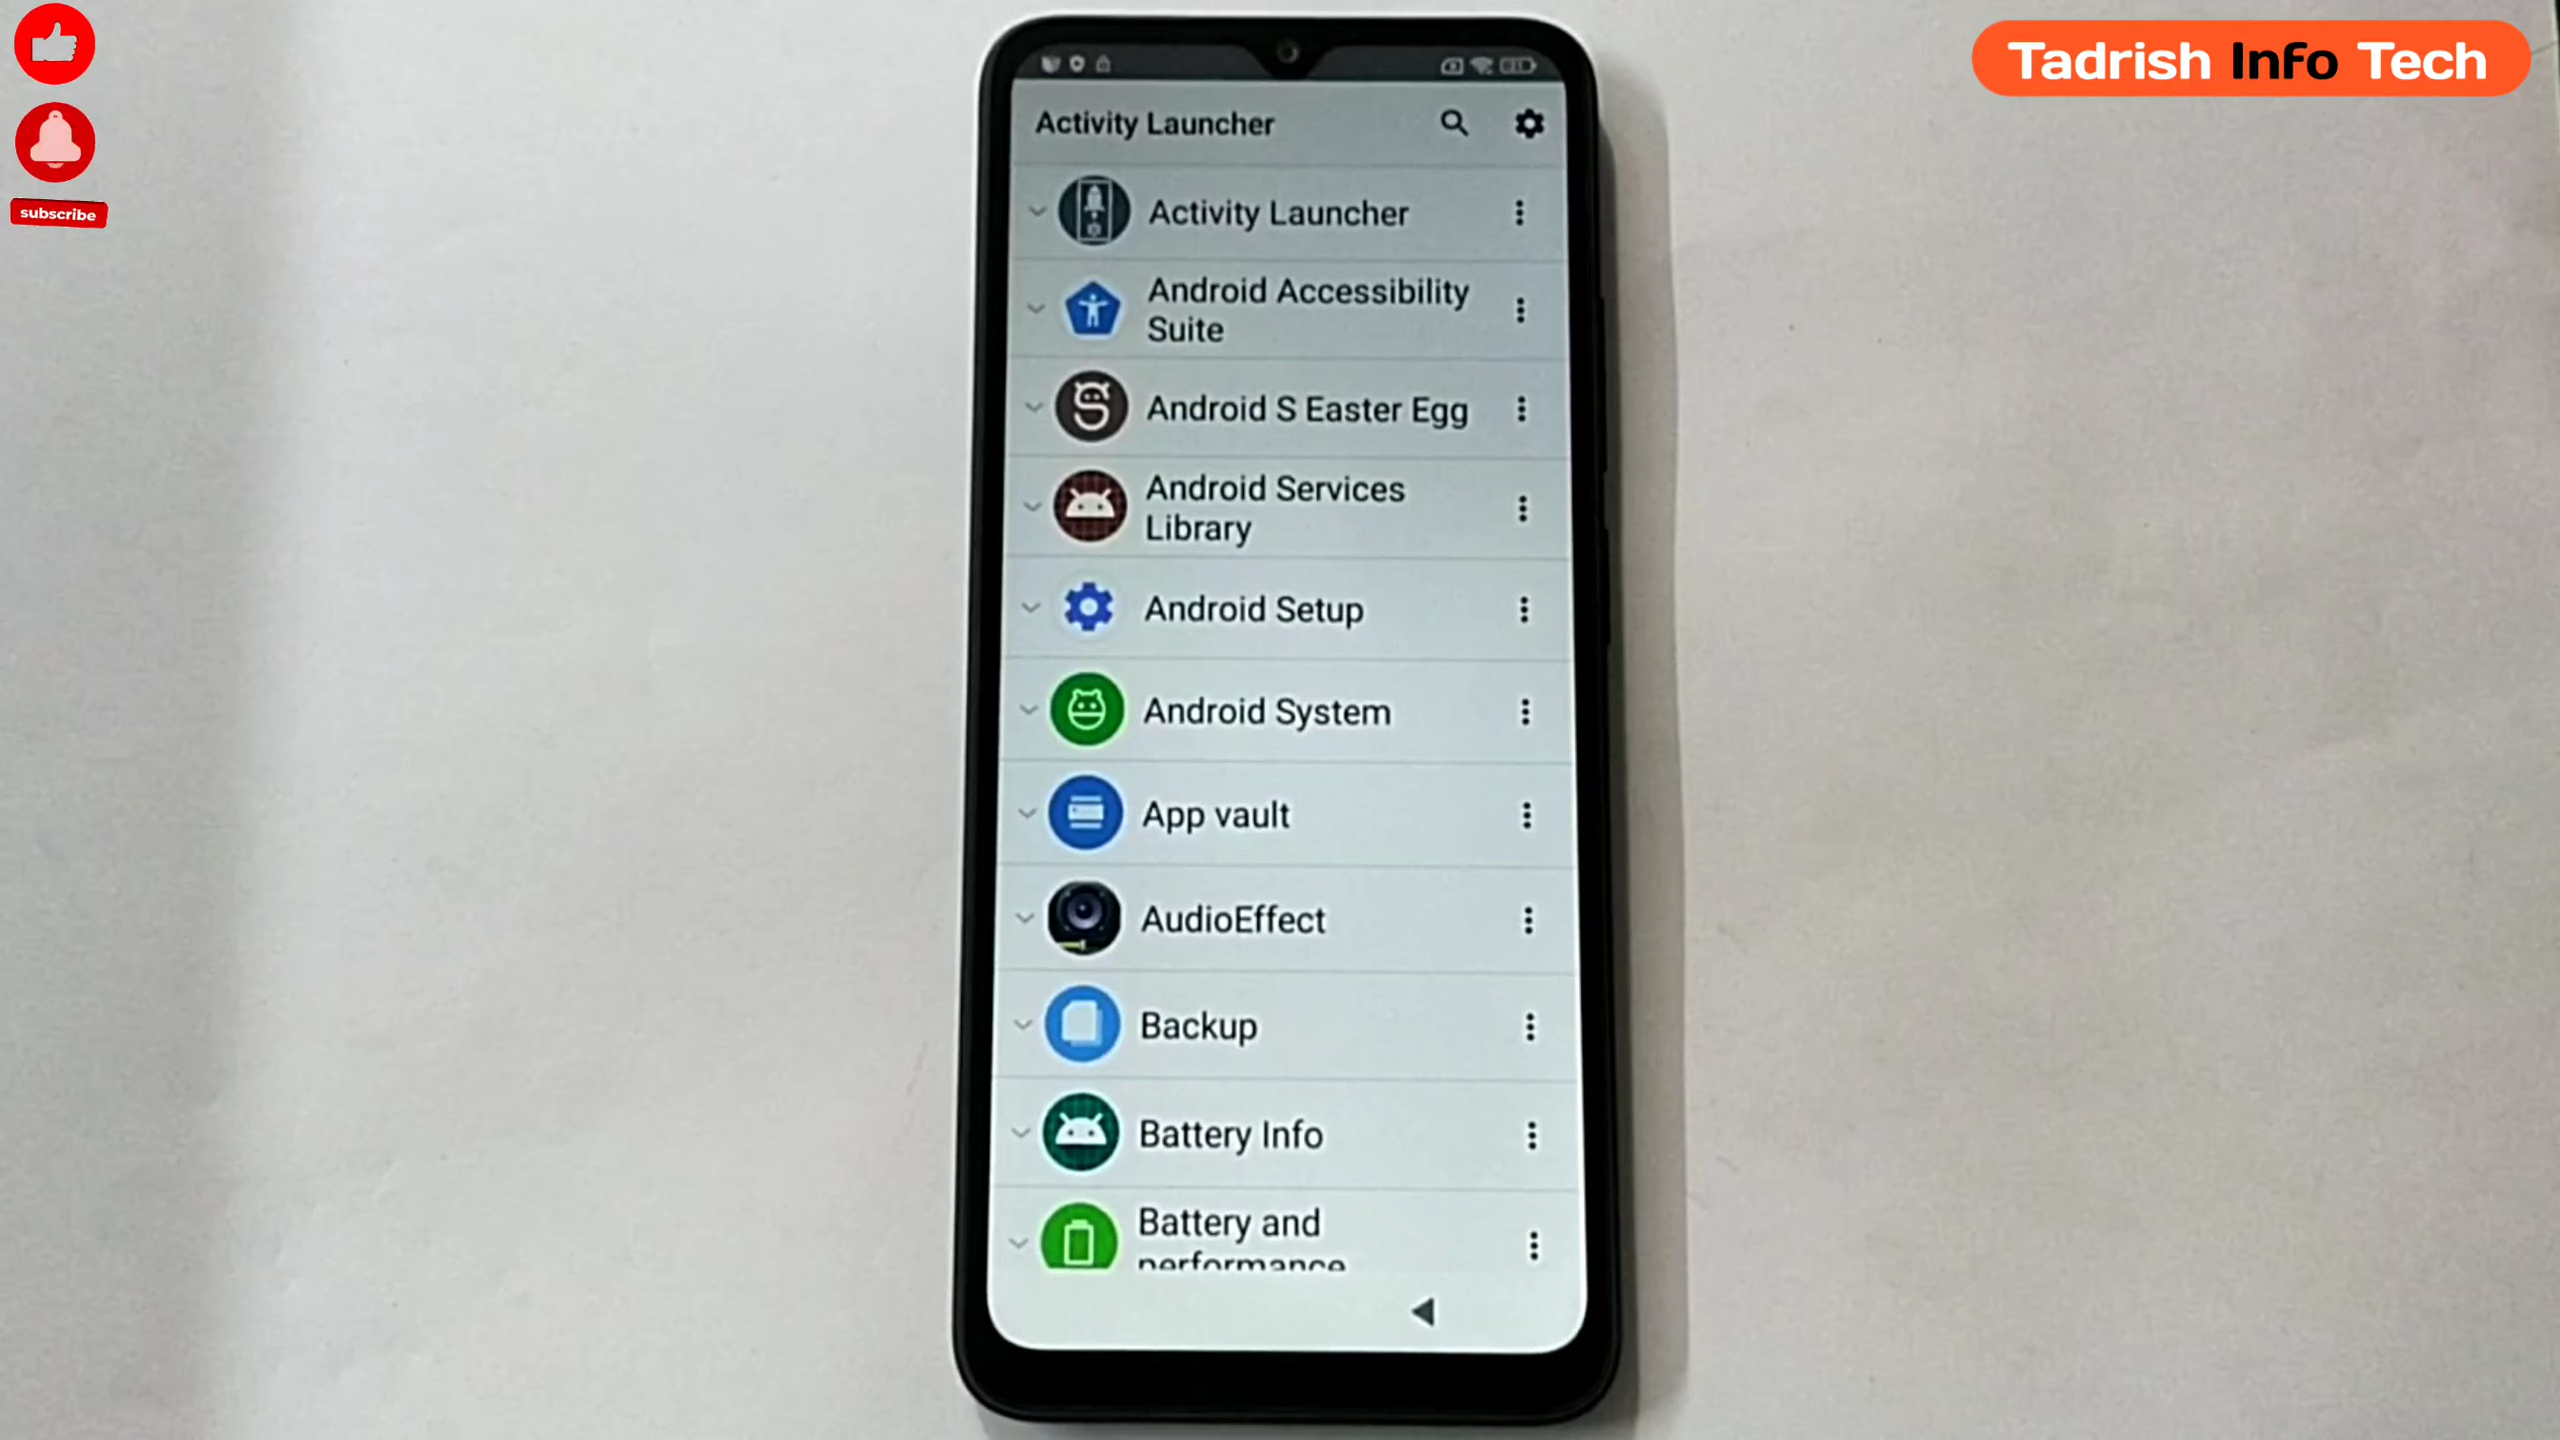 subscribe
Tadrish Info Tech
Activity Launcher
Activity Launcher
Android Accessibility
Suite
Android S Easter Egg
Android Services
Library
Android Setup
Android System
App vault
AudioEffect
Backup
Battery Info
Battery and
performance